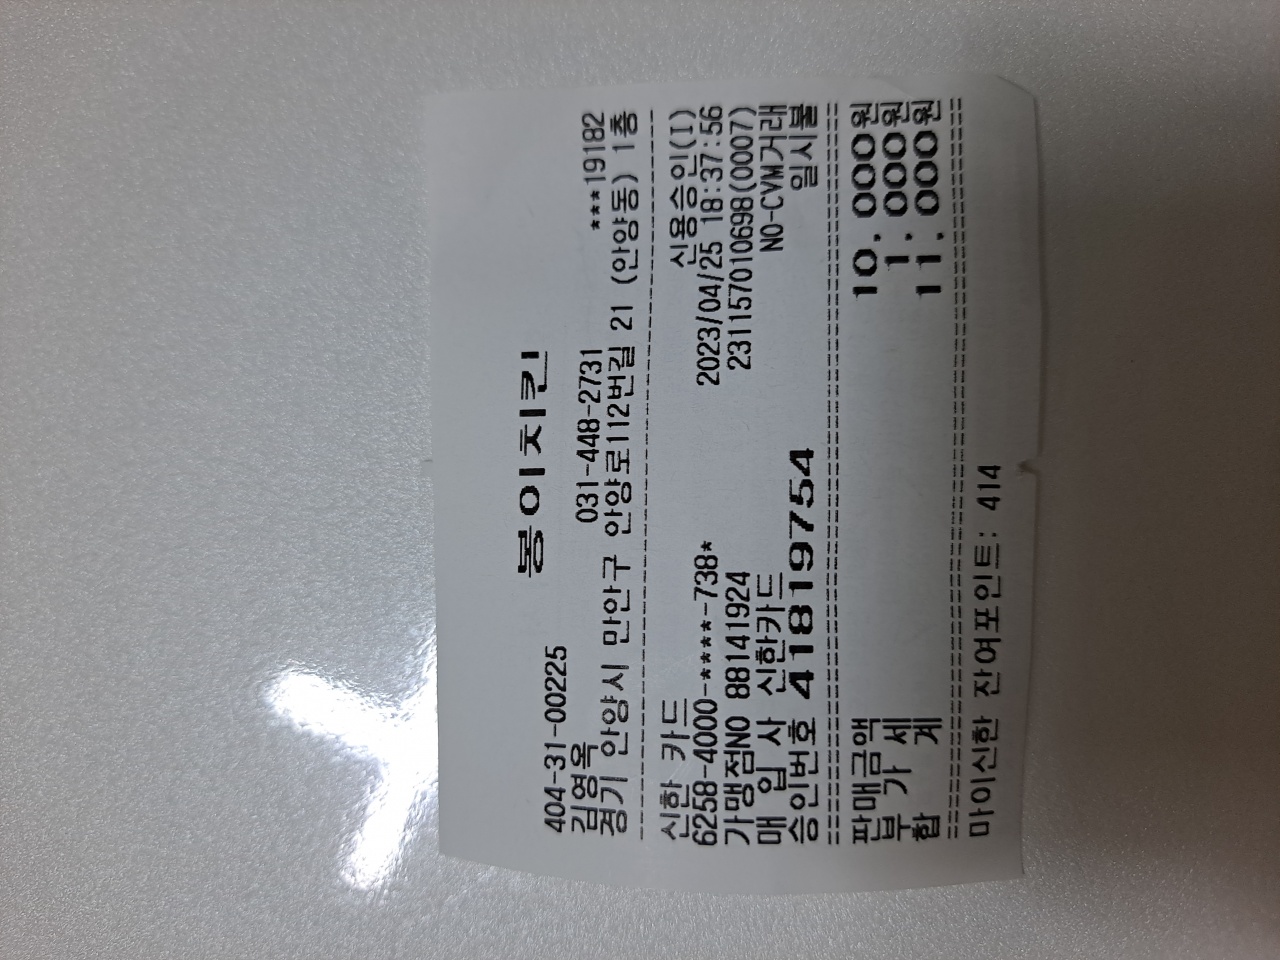 봉이치킨
404-31-00225
김영옥 031-448-2731 ***19182
경기 안양시 만안구 안양로112번길 21 (안양동) 1층
신한 카드 신용승인(I)
6258-4000-****-738* 2023/04/25 18:37:56
가맹점NO 88141924 231157010698(0007)
매 입 사 신한카드 NO-CVM거래
승인번호 41819754 일시불
판매금액 10,000원
부 가 세 1,000원
합 계 11,000원
마이신한 잔여포인트: 414